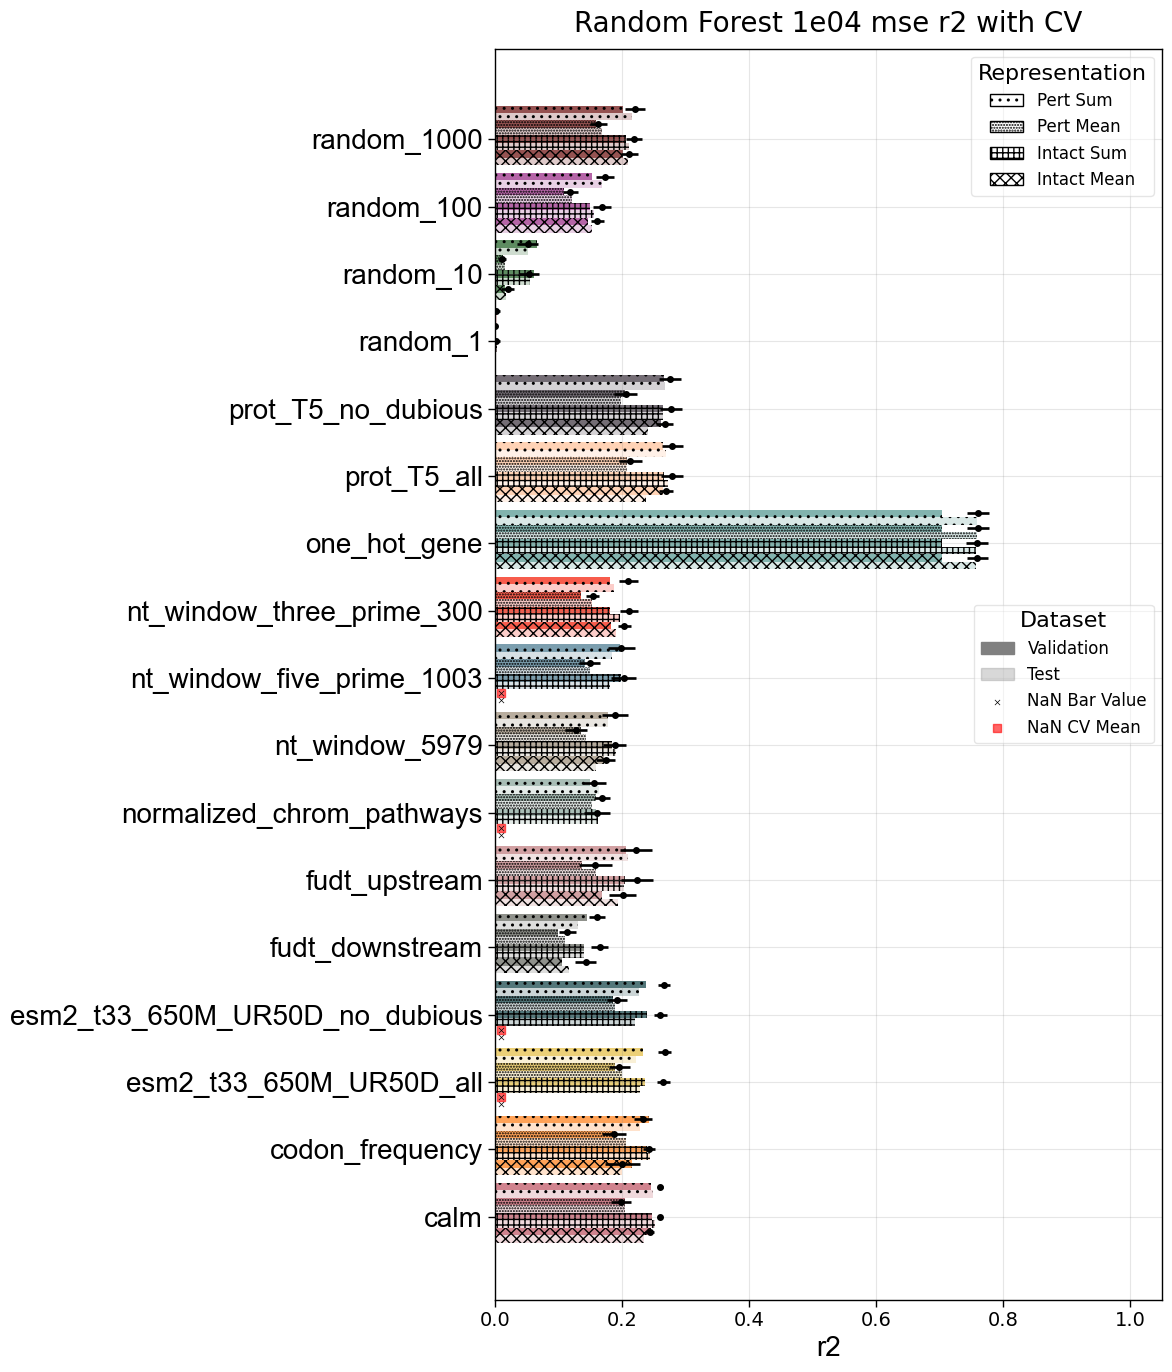 Random Forest 1e04 mse r2 with CV
Representation
Pert Sum
Pert Mean
Intact Sum
Intact Mean
random_1000
random_100
random_10
random_1
prot_T5_no_dubious
prot_T5_all
one_hot_gene
nt_window_three_prime_300
nt_window_five_prime_1003
nt_window_5979
normalized_chrom_pathways
fudt_upstream
fudt_downstream
esm2_t33_650M_UR50D_no_dubious
esm2_t33_650M_UR50D_all
codon_frequency
calm
Dataset
Validation
Test
NaN Bar Value
NaN CV Mean
0.0 0.2 0.4 0.6 0.8 1.0
r2